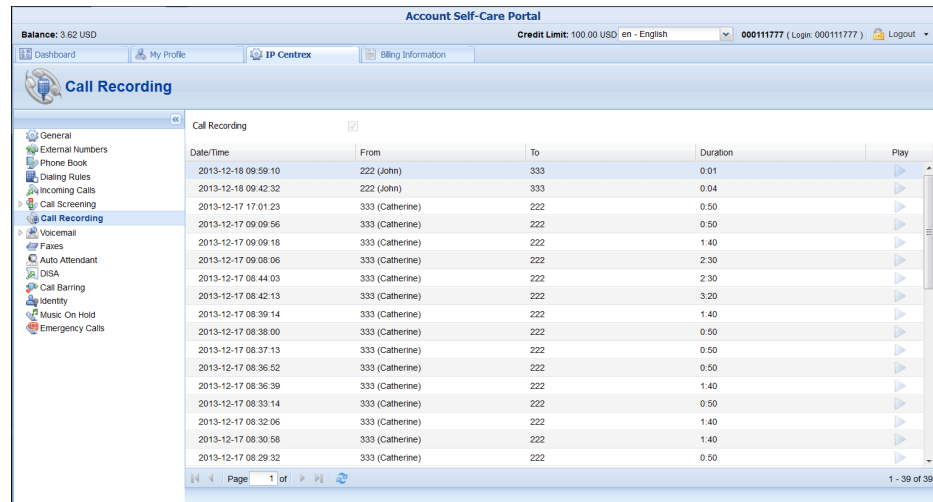 Account Self-Care Portal
Balance: 3.62 USD Credit Limit: 100.00 USD en - English 000111777 ( Login: 000111777 ) Logout
Dashboard My Profile IP Centrex Billing Information
Call Recording
General
External Numbers
Phone Book
Dialing Rules
Incoming Calls
Call Screening
Call Recording
Voicemail
Faxes
Auto Attendant
DISA
Call Barring
Identity
Music On Hold
Emergency Calls
Call Recording
Date/Time From To Duration Play
2013-12-18 09:59:10 222 (John) 333 0:01
2013-12-18 09:42:32 222 (John) 333 0:04
2013-12-17 17:01:23 333 (Catherine) 222 0:50
2013-12-17 09:09:56 333 (Catherine) 222 0:50
2013-12-17 09:09:18 333 (Catherine) 222 1:40
2013-12-17 09:08:06 333 (Catherine) 222 2:30
2013-12-17 08:44:03 333 (Catherine) 222 2:30
2013-12-17 08:42:13 333 (Catherine) 222 3:20
2013-12-17 08:39:14 333 (Catherine) 222 1:40
2013-12-17 08:38:00 333 (Catherine) 222 0:50
2013-12-17 08:37:13 333 (Catherine) 222 0:50
2013-12-17 08:36:52 333 (Catherine) 222 0:50
2013-12-17 08:36:39 333 (Catherine) 222 1:40
2013-12-17 08:33:14 333 (Catherine) 222 0:50
2013-12-17 08:32:06 333 (Catherine) 222 1:40
2013-12-17 08:30:58 333 (Catherine) 222 1:40
2013-12-17 08:29:32 333 (Catherine) 222 0:50
Page 1 of 1 - 39 of 39